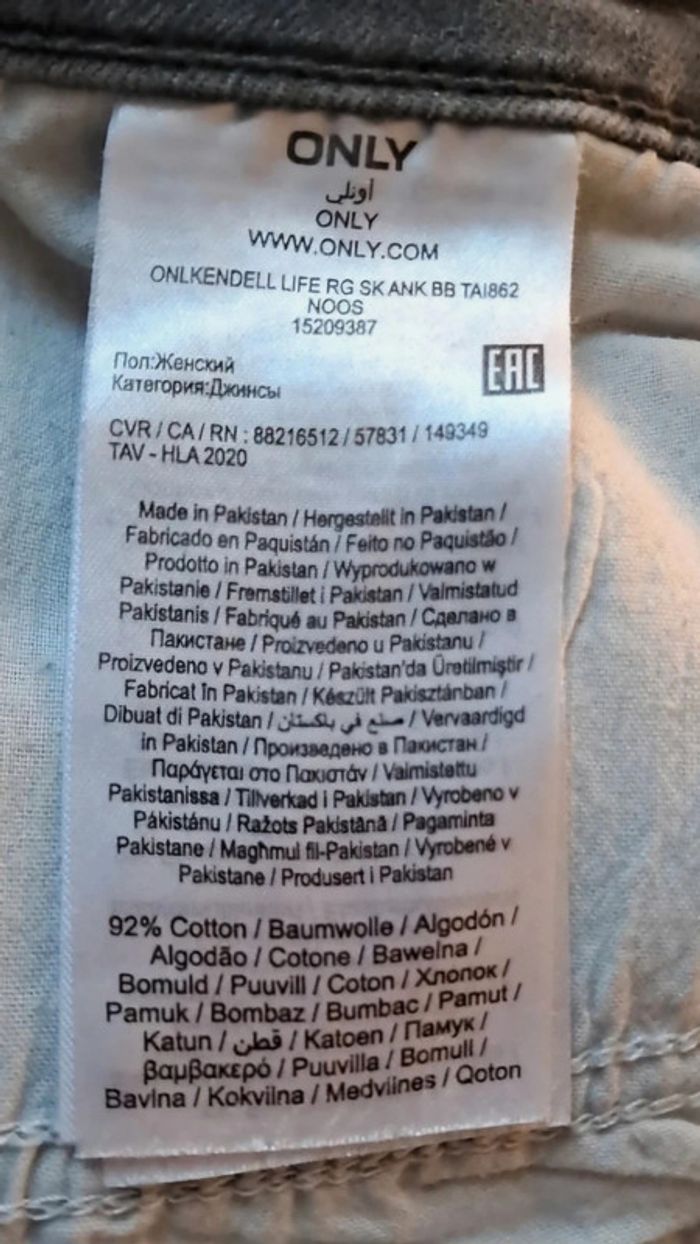 ONLY
أونلي
ONLY
WWW.ONLY.COM
ONLKENDELL LIFE RG SK ANK BB TAI862
NOOS
15209387
Пол:Женский
Категория:Джинсы
EAC
CVR / CA / RN : 88216512 / 57831 / 149349
TAV - HLA 2020
Made in Pakistan / Hergestellt in Pakistan /
Fabricado en Paquistán / Feito no Paquistão /
Prodotto in Pakistan / Wyprodukowano w
Pakistanie / Fremstillet i Pakistan / Valmistatud
Pakistanis / Fabriqué au Pakistan / Сделано в
Пакистане / Proizvedeno u Pakistanu /
Proizvedeno v Pakistanu / Pakistan'da Üretilmiştir /
Fabricat în Pakistan / Készült Pakisztánban /
Dibuat di Pakistan / صنع في باكستان / Vervaardigd
in Pakistan / Произведено в Пакистан /
Παράγεται στο Πακιστάν / Valmistettu
Pakistanissa / Tillverkad i Pakistan / Vyrobeno v
Pákistánu / Ražots Pakistānā / Pagaminta
Pakistane / Magħmul fil-Pakistan / Vyrobené v
Pakistane / Produsert i Pakistan
92% Cotton / Baumwolle / Algodón /
Algodão / Cotone / Bawełna /
Bomuld / Puuvill / Coton / Хлопок /
Pamuk / Bombaz / Bumbac / Pamut /
Katun / قطن / Katoen / Памук /
βαμβακερό / Puuvilla / Bomull /
Bavlna / Kokvilna / Medvilnes / Qoton